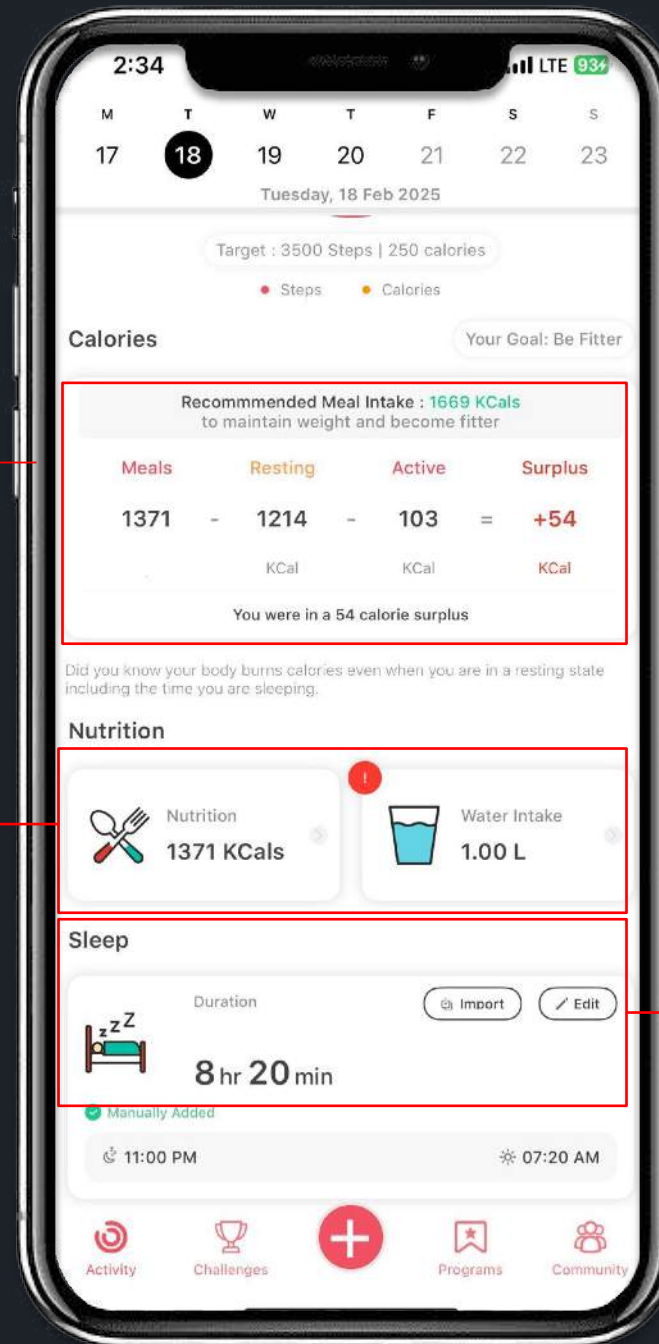 2:34 LTE 93
M T W T F S S
17 18 19 20 21 22 23
Tuesday, 18 Feb 2025
Target : 3500 Steps | 250 calories
Steps Calories
Calories Your Goal: Be Fitter
Recommmended Meal Intake : 1669 KCals
to maintain weight and become fitter
Meals Resting Active Surplus
1371 - 1214 - 103 = +54
KCal KCal KCal
You were in a 54 calorie surplus
Did you know your body burns calories even when you are in a resting state
including the time you are sleeping.
Nutrition
!
Nutrition Water Intake
1371 KCals 1.00 L
Sleep
Duration Import Edit
zzZ
8 hr 20 min
Manually Added
11:00 PM 07:20 AM
Activity Challenges Programs Community